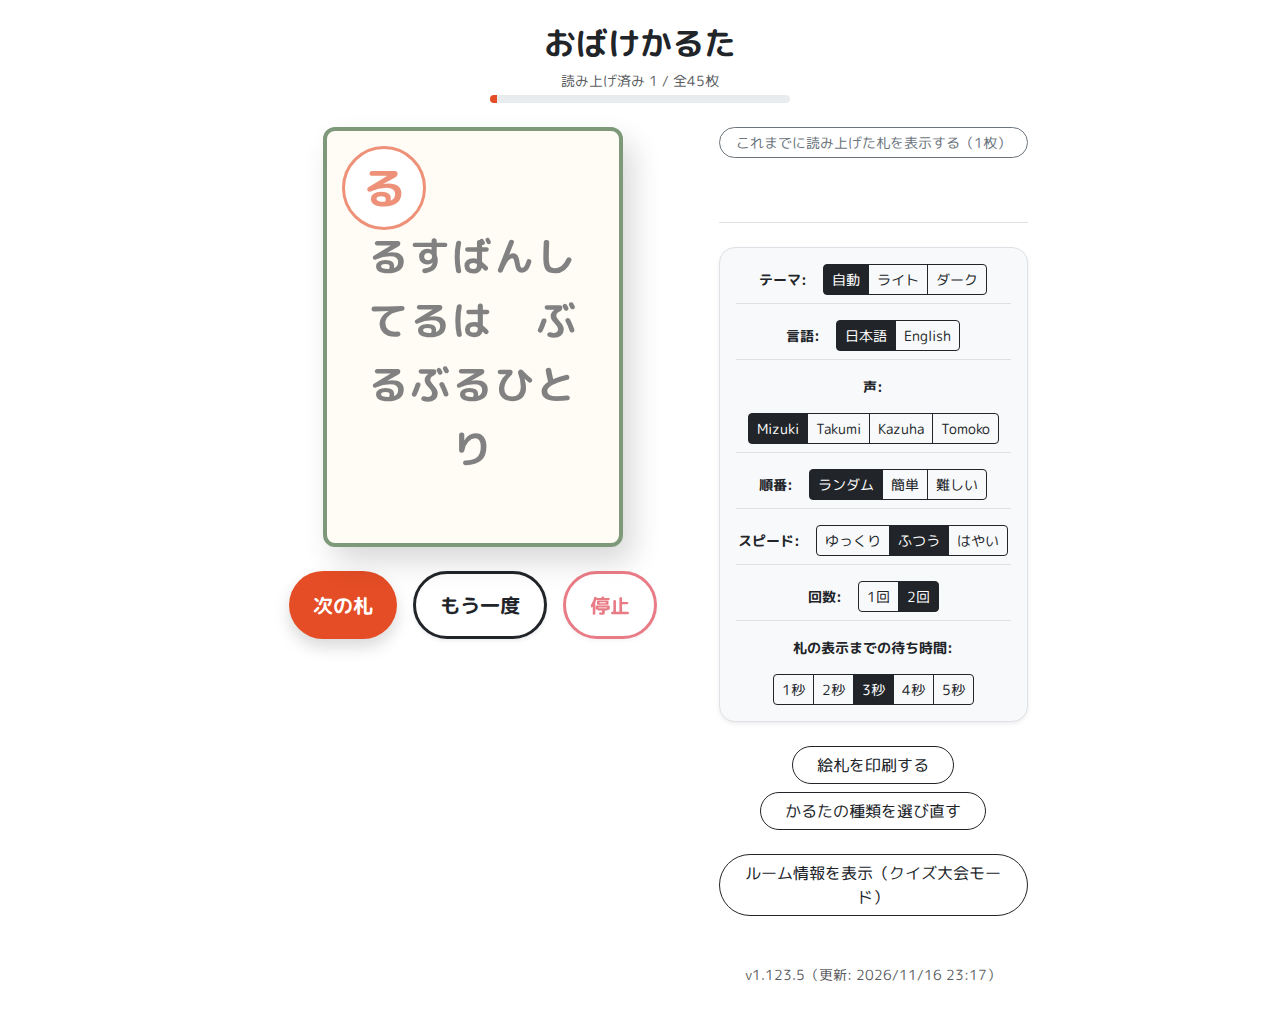 おばけかるた
読み上げ済み 1 / 全45枚
る
るすばんし
てるは　ぶ
るぶるひと
り
次の札
もう一度
停止
これまでに読み上げた札を表示する（1枚）
テーマ: 自動 ライト ダーク
言語: 日本語 English
声:
Mizuki Takumi Kazuha Tomoko
順番: ランダム 簡単 難しい
スピード: ゆっくり ふつう はやい
回数: 1回 2回
札の表示までの待ち時間:
1秒 2秒 3秒 4秒 5秒
絵札を印刷する
かるたの種類を選び直す
ルーム情報を表示（クイズ大会モー
ド）
v1.123.5（更新: 2026/11/16 23:17）